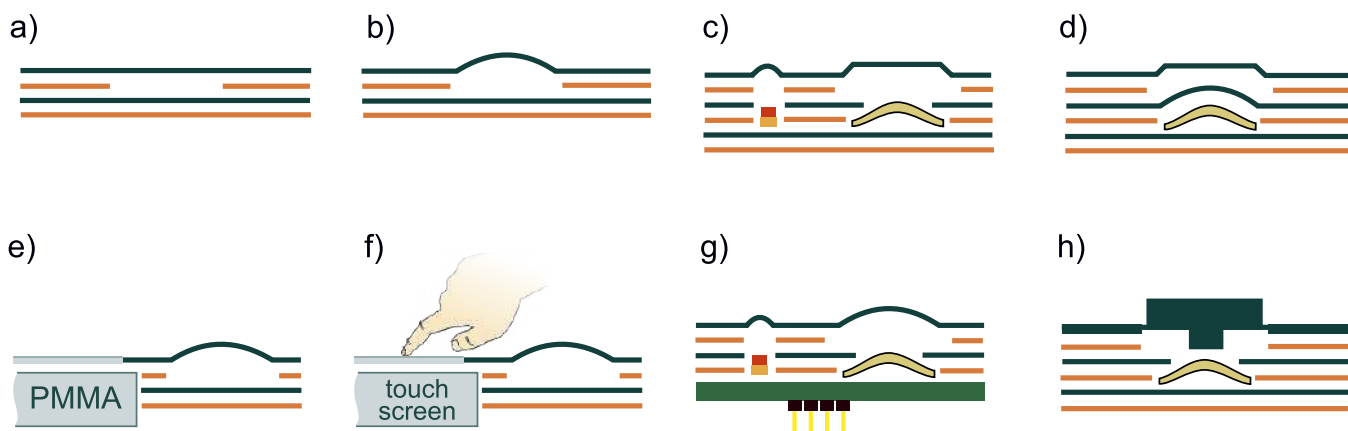 a)
b)
c)
d)
e)
PMMA
f)
touch
screen
g)
h)